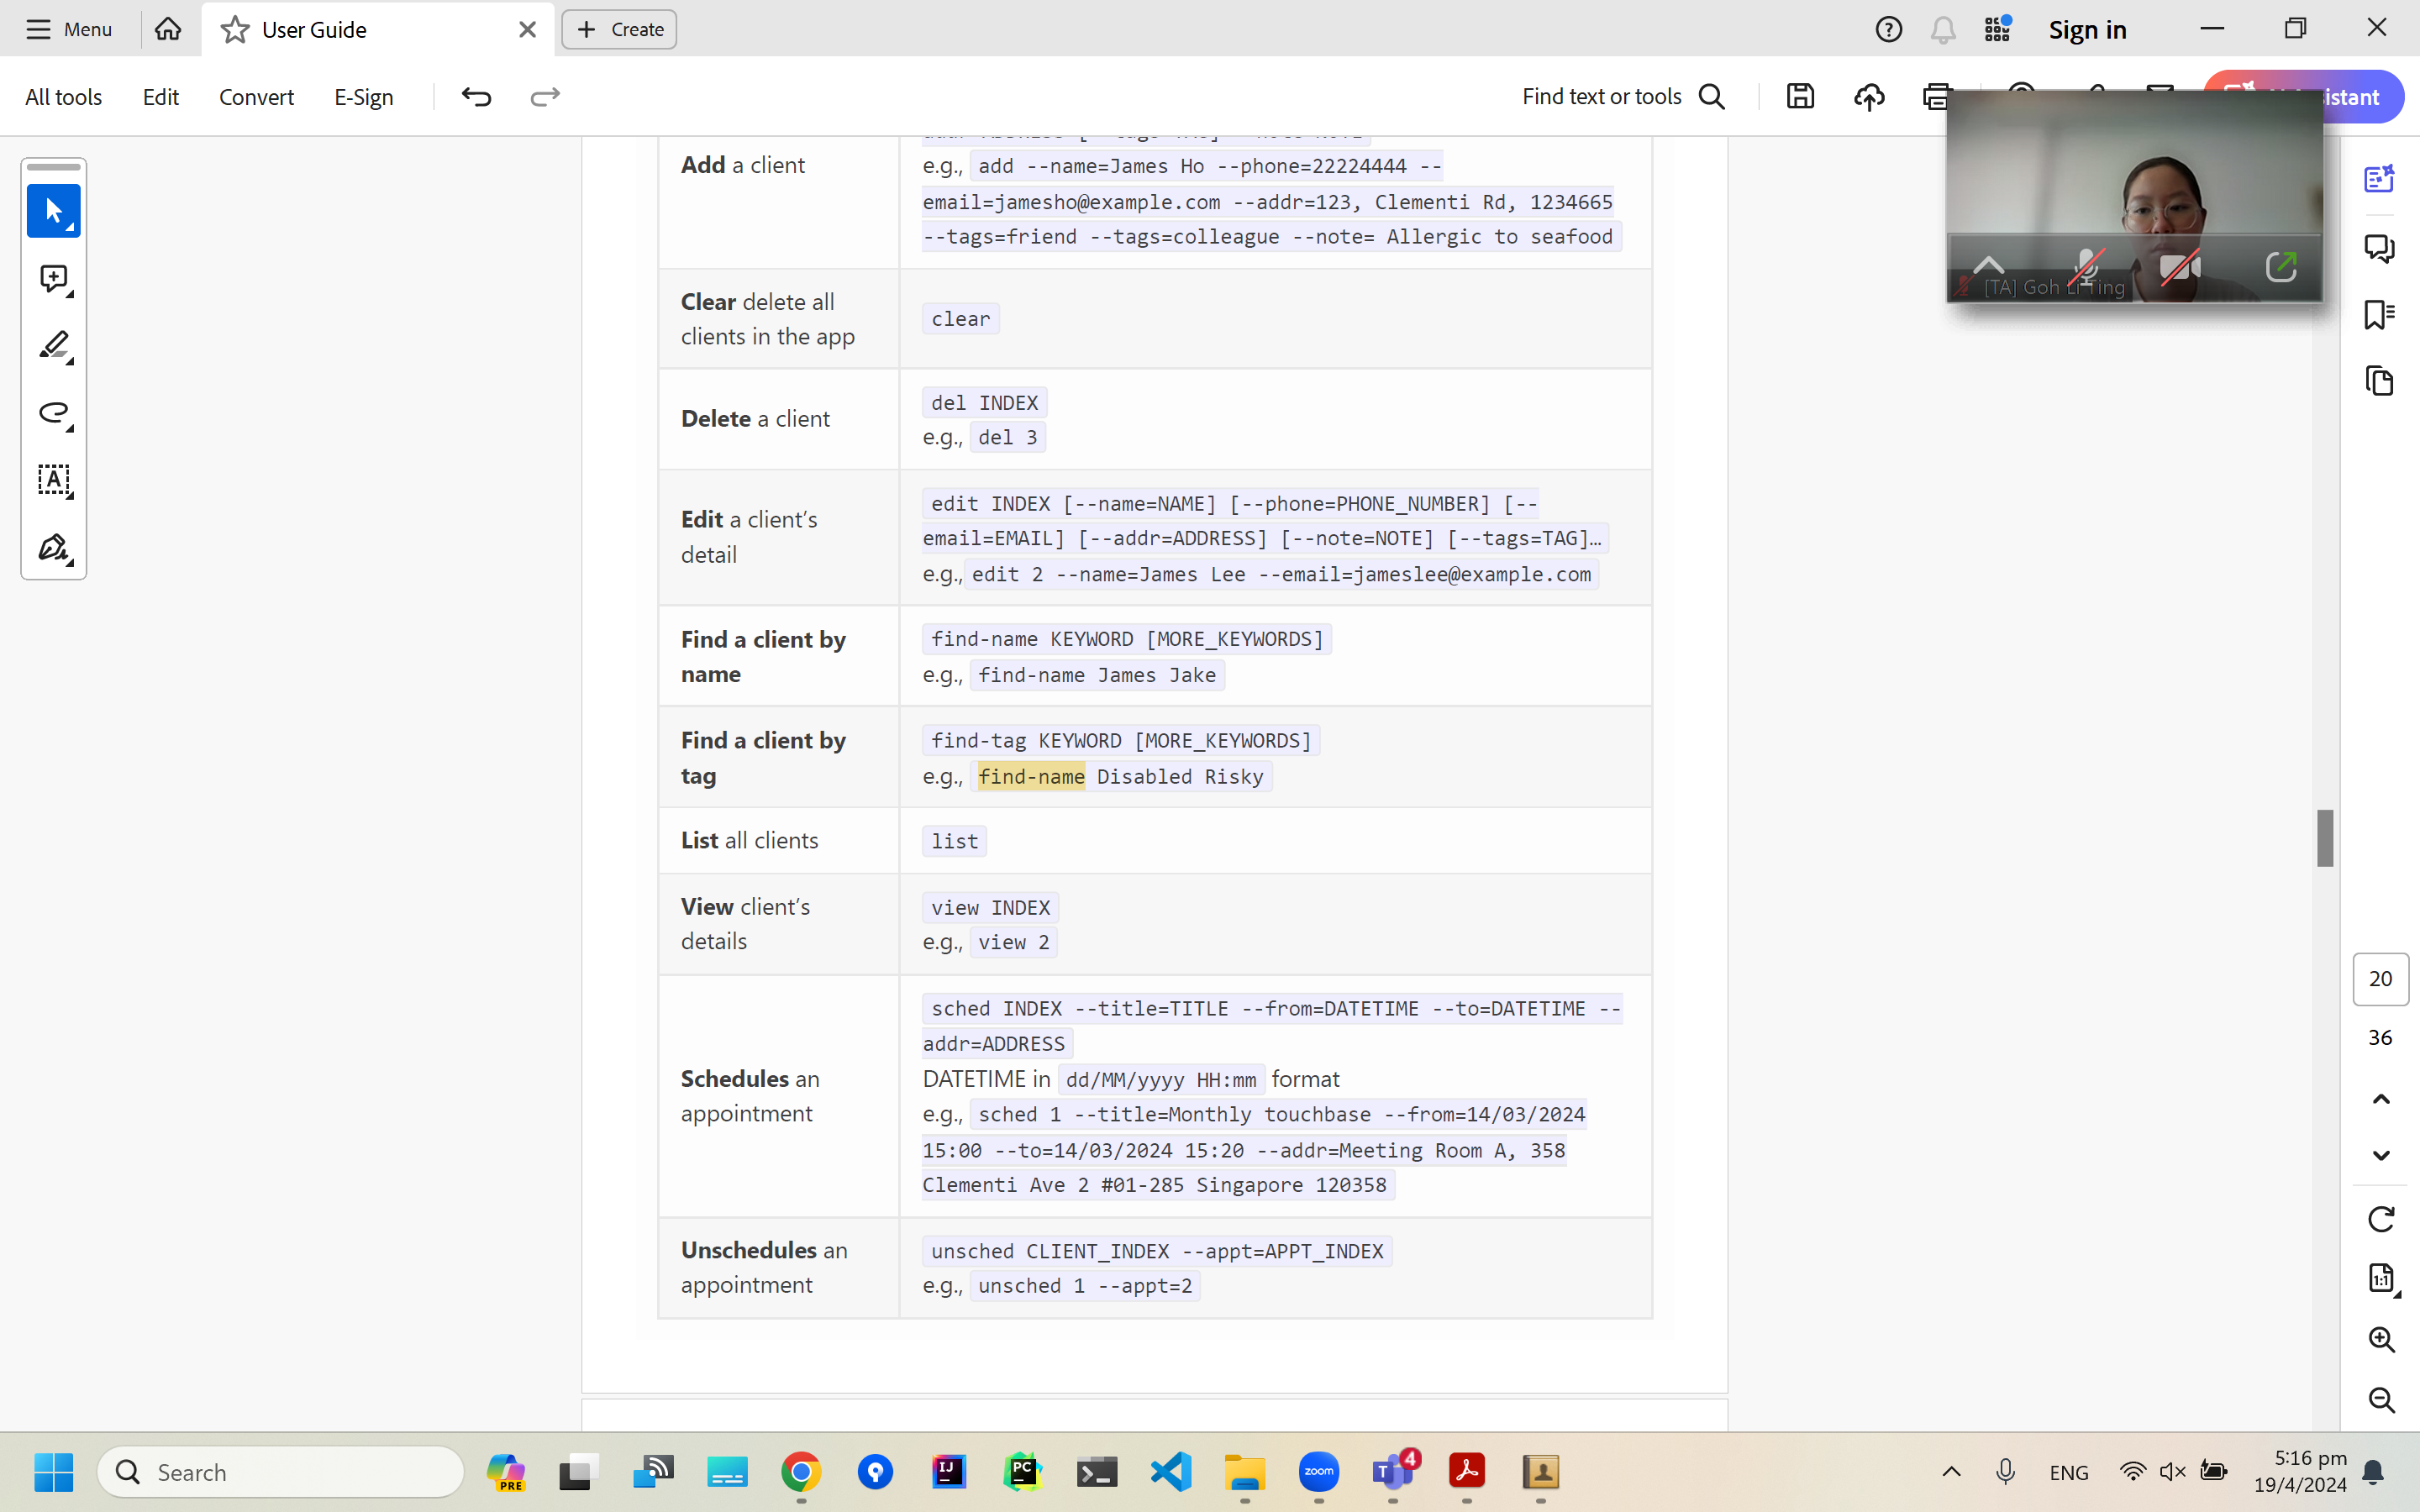 Menu
User Guide
Create
Sign in
All tools
Edit
Convert
E-Sign
Find text or tools
istant
[TA] Goh Li Ting
Add a client
e.g., add --name=James Ho --phone=22224444 --
email=jamesho@example.com --addr=123, Clementi Rd, 1234665
--tags=friend --tags=colleague --note= Allergic to seafood
Clear delete all
clients in the app
clear
Delete a client
del INDEX
e.g., del 3
Edit a client’s
detail
edit INDEX [--name=NAME] [--phone=PHONE_NUMBER] [--
email=EMAIL] [--addr=ADDRESS] [--note=NOTE] [--tags=TAG]…
e.g., edit 2 --name=James Lee --email=jameslee@example.com
Find a client by
name
find-name KEYWORD [MORE_KEYWORDS]
e.g., find-name James Jake
Find a client by
tag
find-tag KEYWORD [MORE_KEYWORDS]
e.g., find-name Disabled Risky
List all clients
list
View client’s
details
view INDEX
e.g., view 2
Schedules an
appointment
sched INDEX --title=TITLE --from=DATETIME --to=DATETIME --
addr=ADDRESS
DATETIME in dd/MM/yyyy HH:mm format
e.g., sched 1 --title=Monthly touchbase --from=14/03/2024
15:00 --to=14/03/2024 15:20 --addr=Meeting Room A, 358
Clementi Ave 2 #01-285 Singapore 120358
Unschedules an
appointment
unsched CLIENT_INDEX --appt=APPT_INDEX
e.g., unsched 1 --appt=2
20
36
1:1
Search
PRE
IJ
PC
zoom
T
4
ENG
5:16 pm
19/4/2024